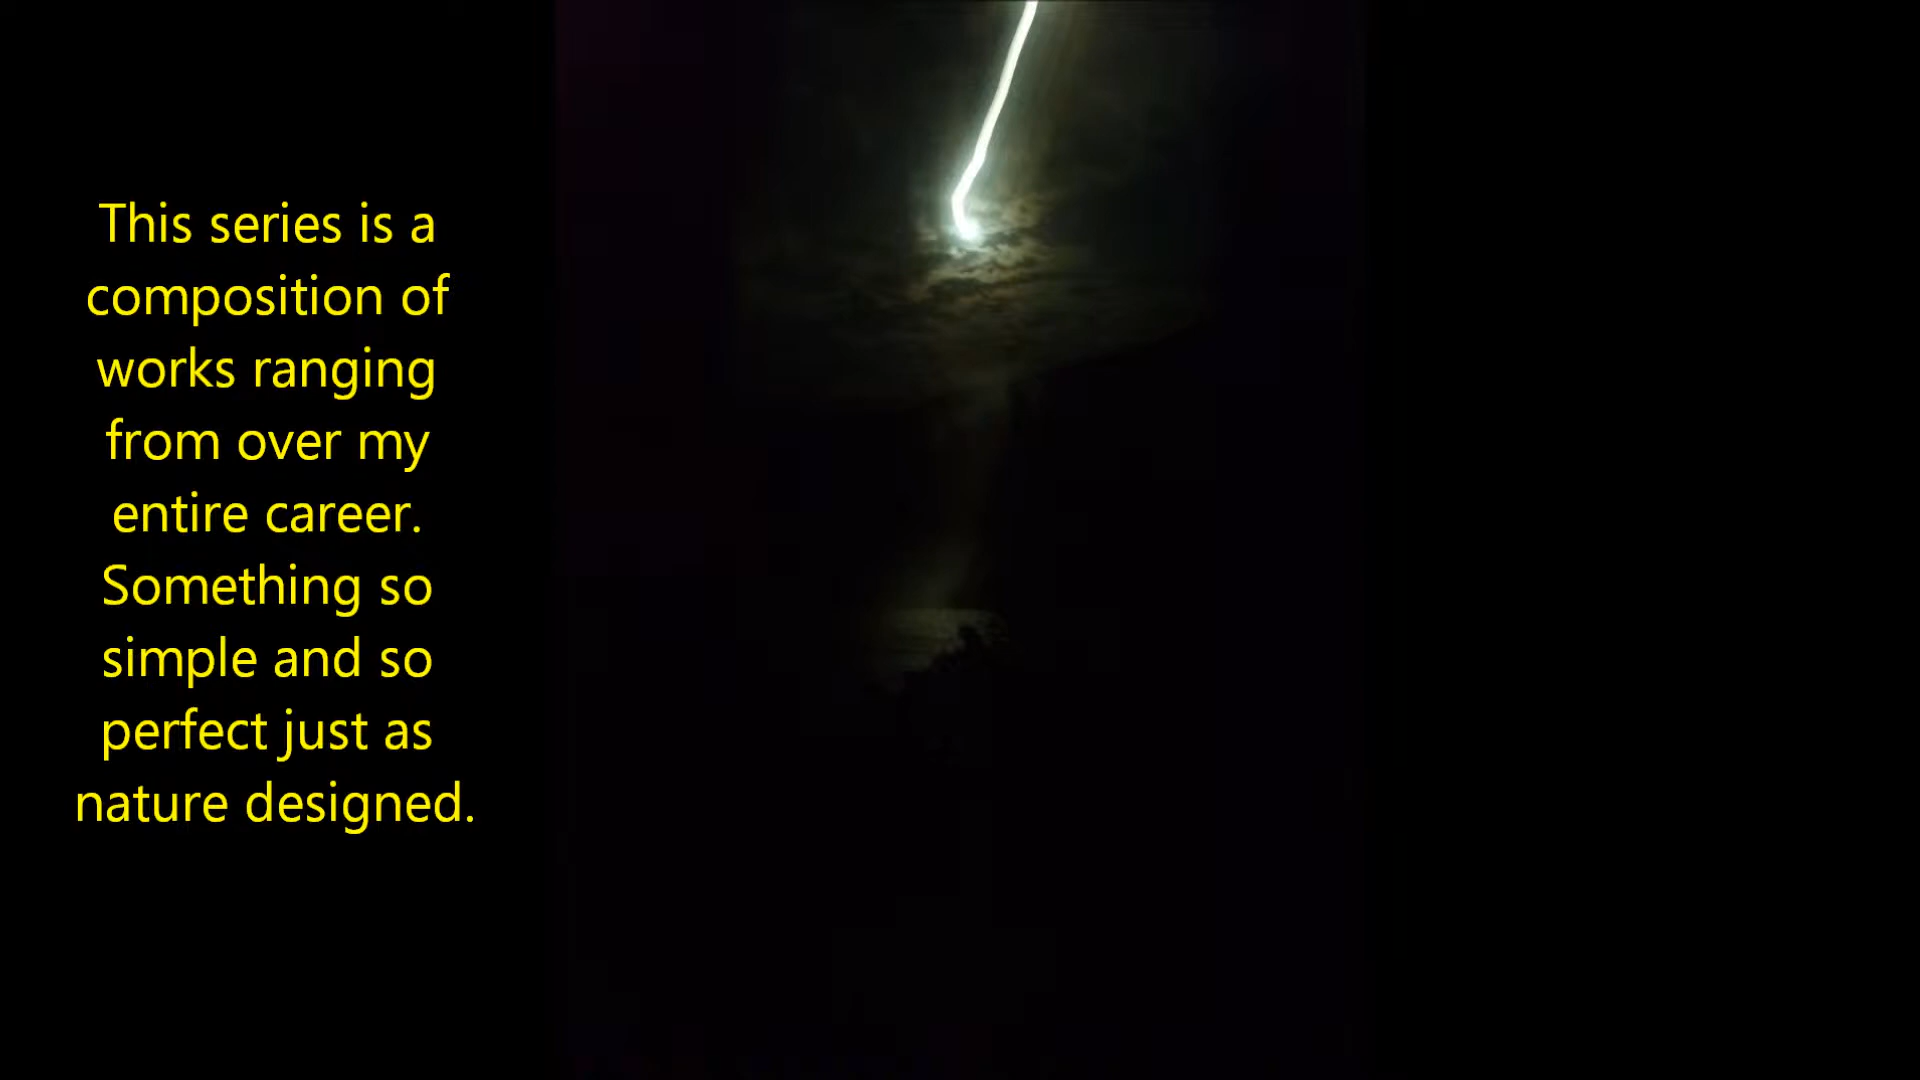 This series is a
composition of
works ranging
from over my
entire career.
Something so
simple and so
perfect just as
nature designed.